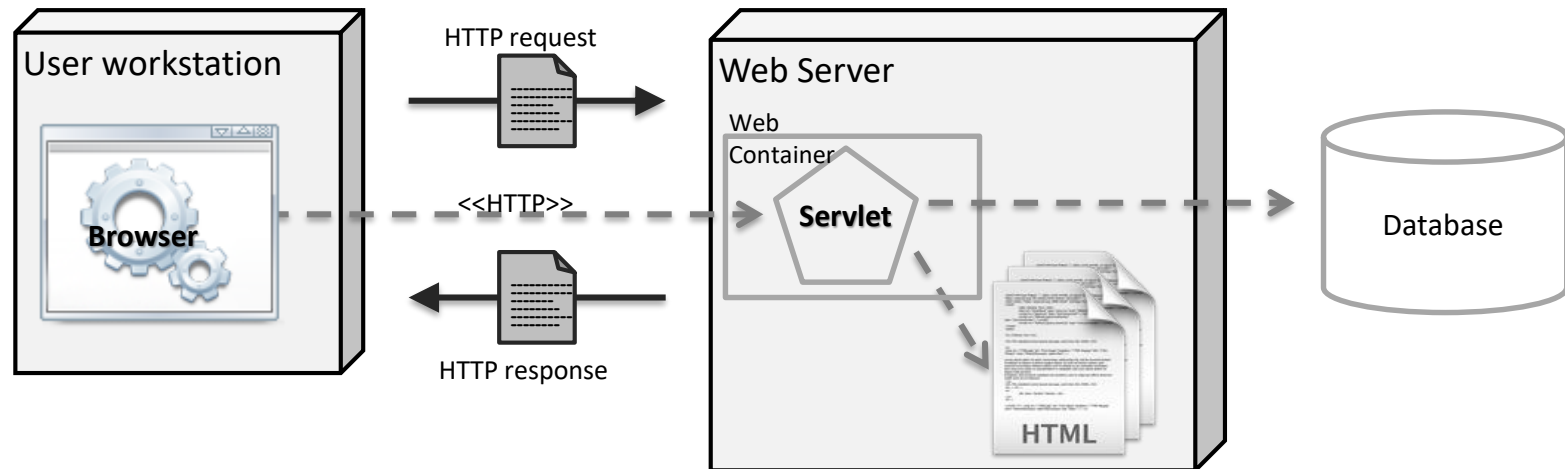 HTTP request
User workstation
Web Server
Web
Container
<<HTTP>>
Servlet
Browser
Database
HTTP response
HTML